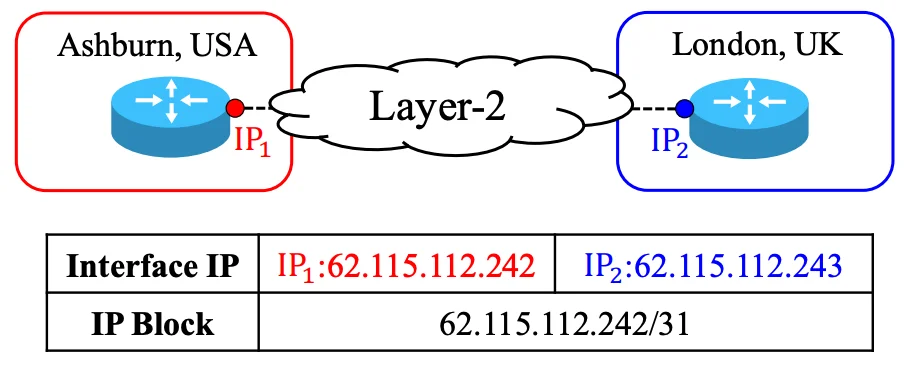 Ashburn, USA
London, UK
Layer-2
IP₁
IP₂
Interface IP IP₁:62.115.112.242 IP₂:62.115.112.243
IP Block 62.115.112.242/31